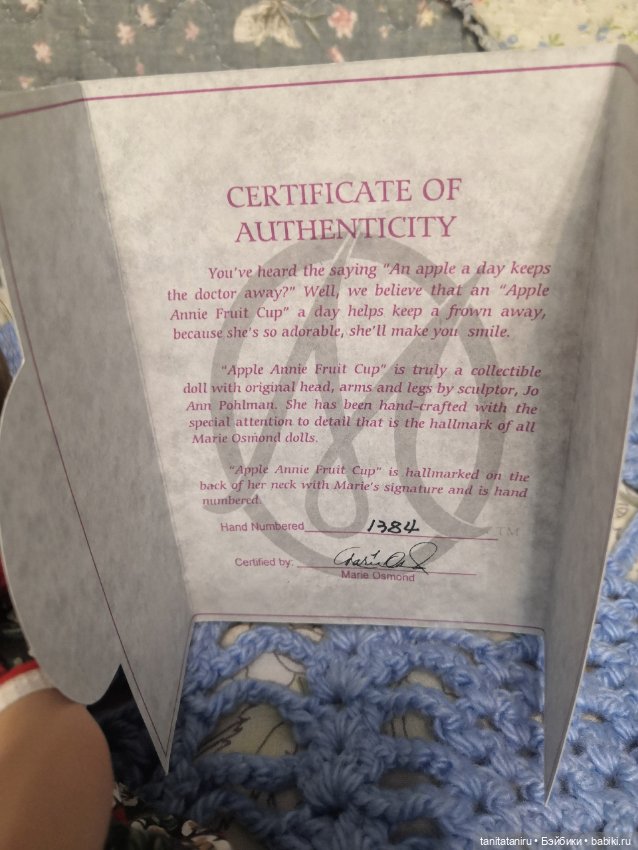 CERTIFICATE OF
AUTHENTICITY
You've heard the saying "An apple a day keeps
the doctor away?" Well, we believe that an "Apple
Annie Fruit Cup" a day helps keep a frown away,
because she's so adorable, she'll make you smile.
"Apple Annie Fruit Cup" is truly a collectible
doll with original head, arms and legs by sculptor, Jo
Ann Pohlman. She has been hand-crafted with the
special attention to detail that is the hallmark of all
Marie Osmond dolls.
"Apple Annie Fruit Cup" is hallmarked on the
back of her neck with Marie's signature and is hand
numbered.
Hand Numbered 1384
TM
Certified by: Marie Osmond
Marie Osmond
tanitataniru • Бэйбики • babiki.ru